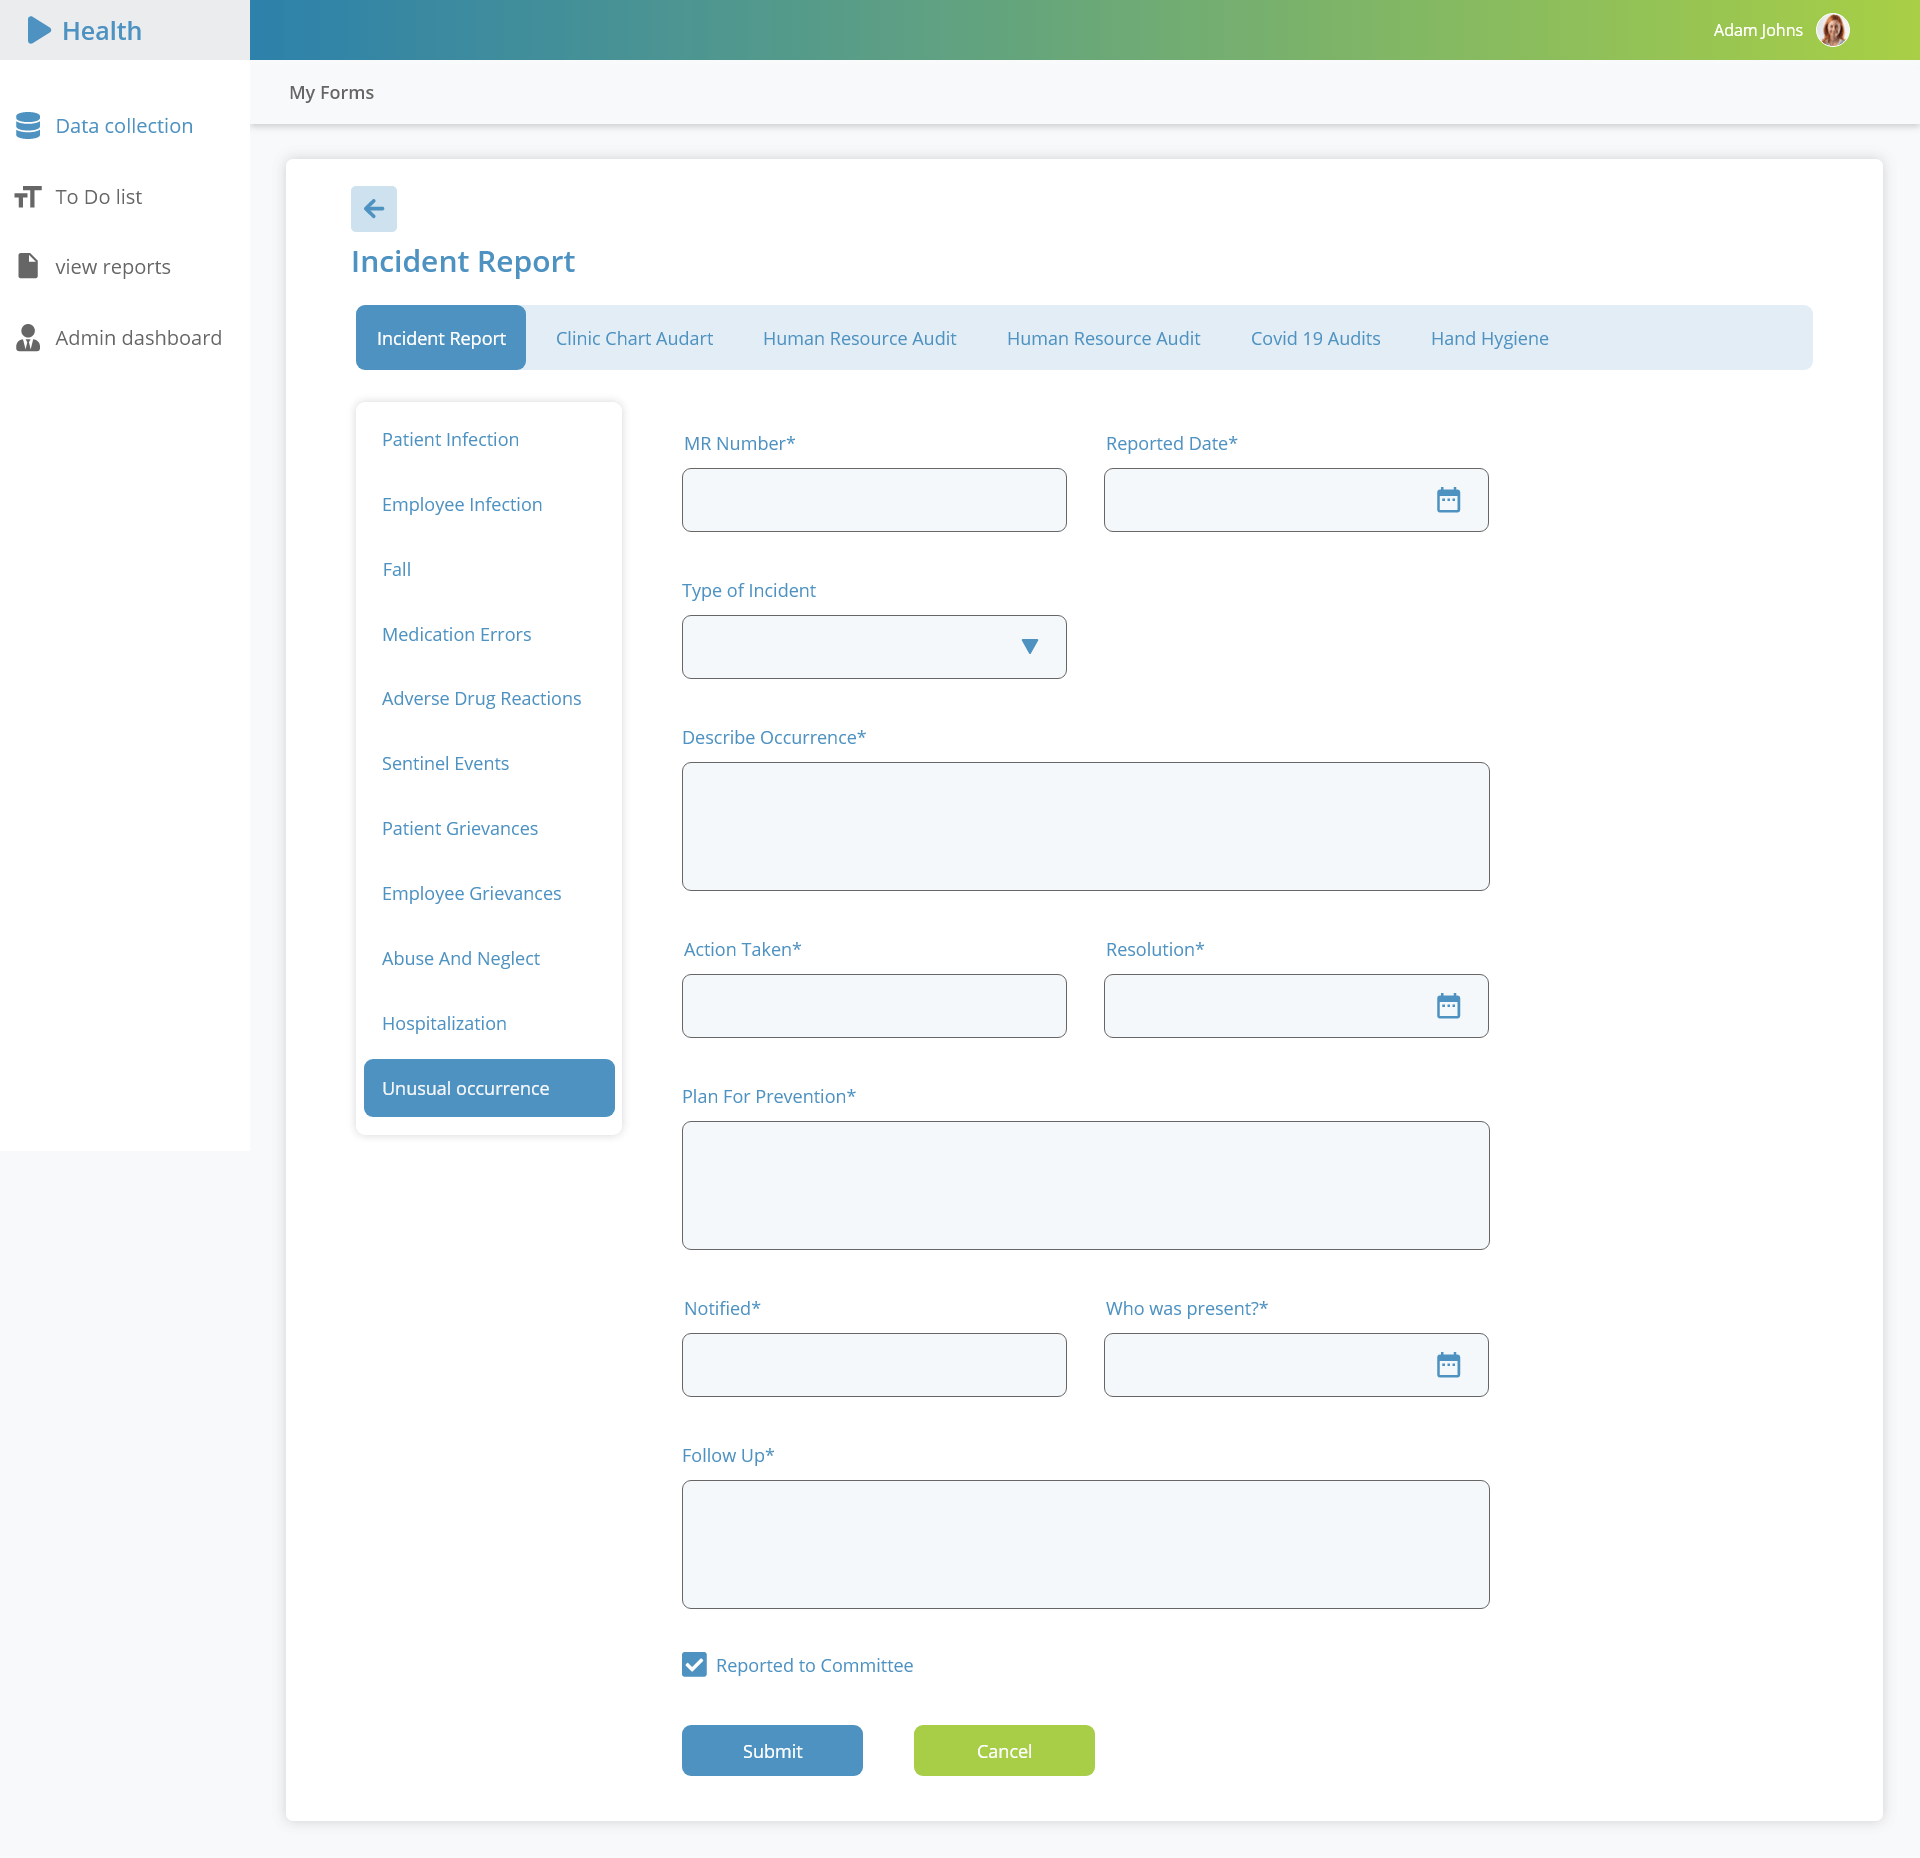 Health
Adam Johns
My Forms
Data collection
To Do list
view reports
Admin dashboard
Incident Report
Incident Report
Clinic Chart Audart
Human Resource Audit
Human Resource Audit
Covid 19 Audits
Hand Hygiene
Patient Infection
Employee Infection
Fall
Medication Errors
Adverse Drug Reactions
Sentinel Events
Patient Grievances
Employee Grievances
Abuse And Neglect
Hospitalization
Unusual occurrence
MR Number*
Reported Date*
Type of Incident
Describe Occurrence*
Action Taken*
Resolution*
Plan For Prevention*
Notified*
Who was present?*
Follow Up*
Reported to Committee
Submit
Cancel